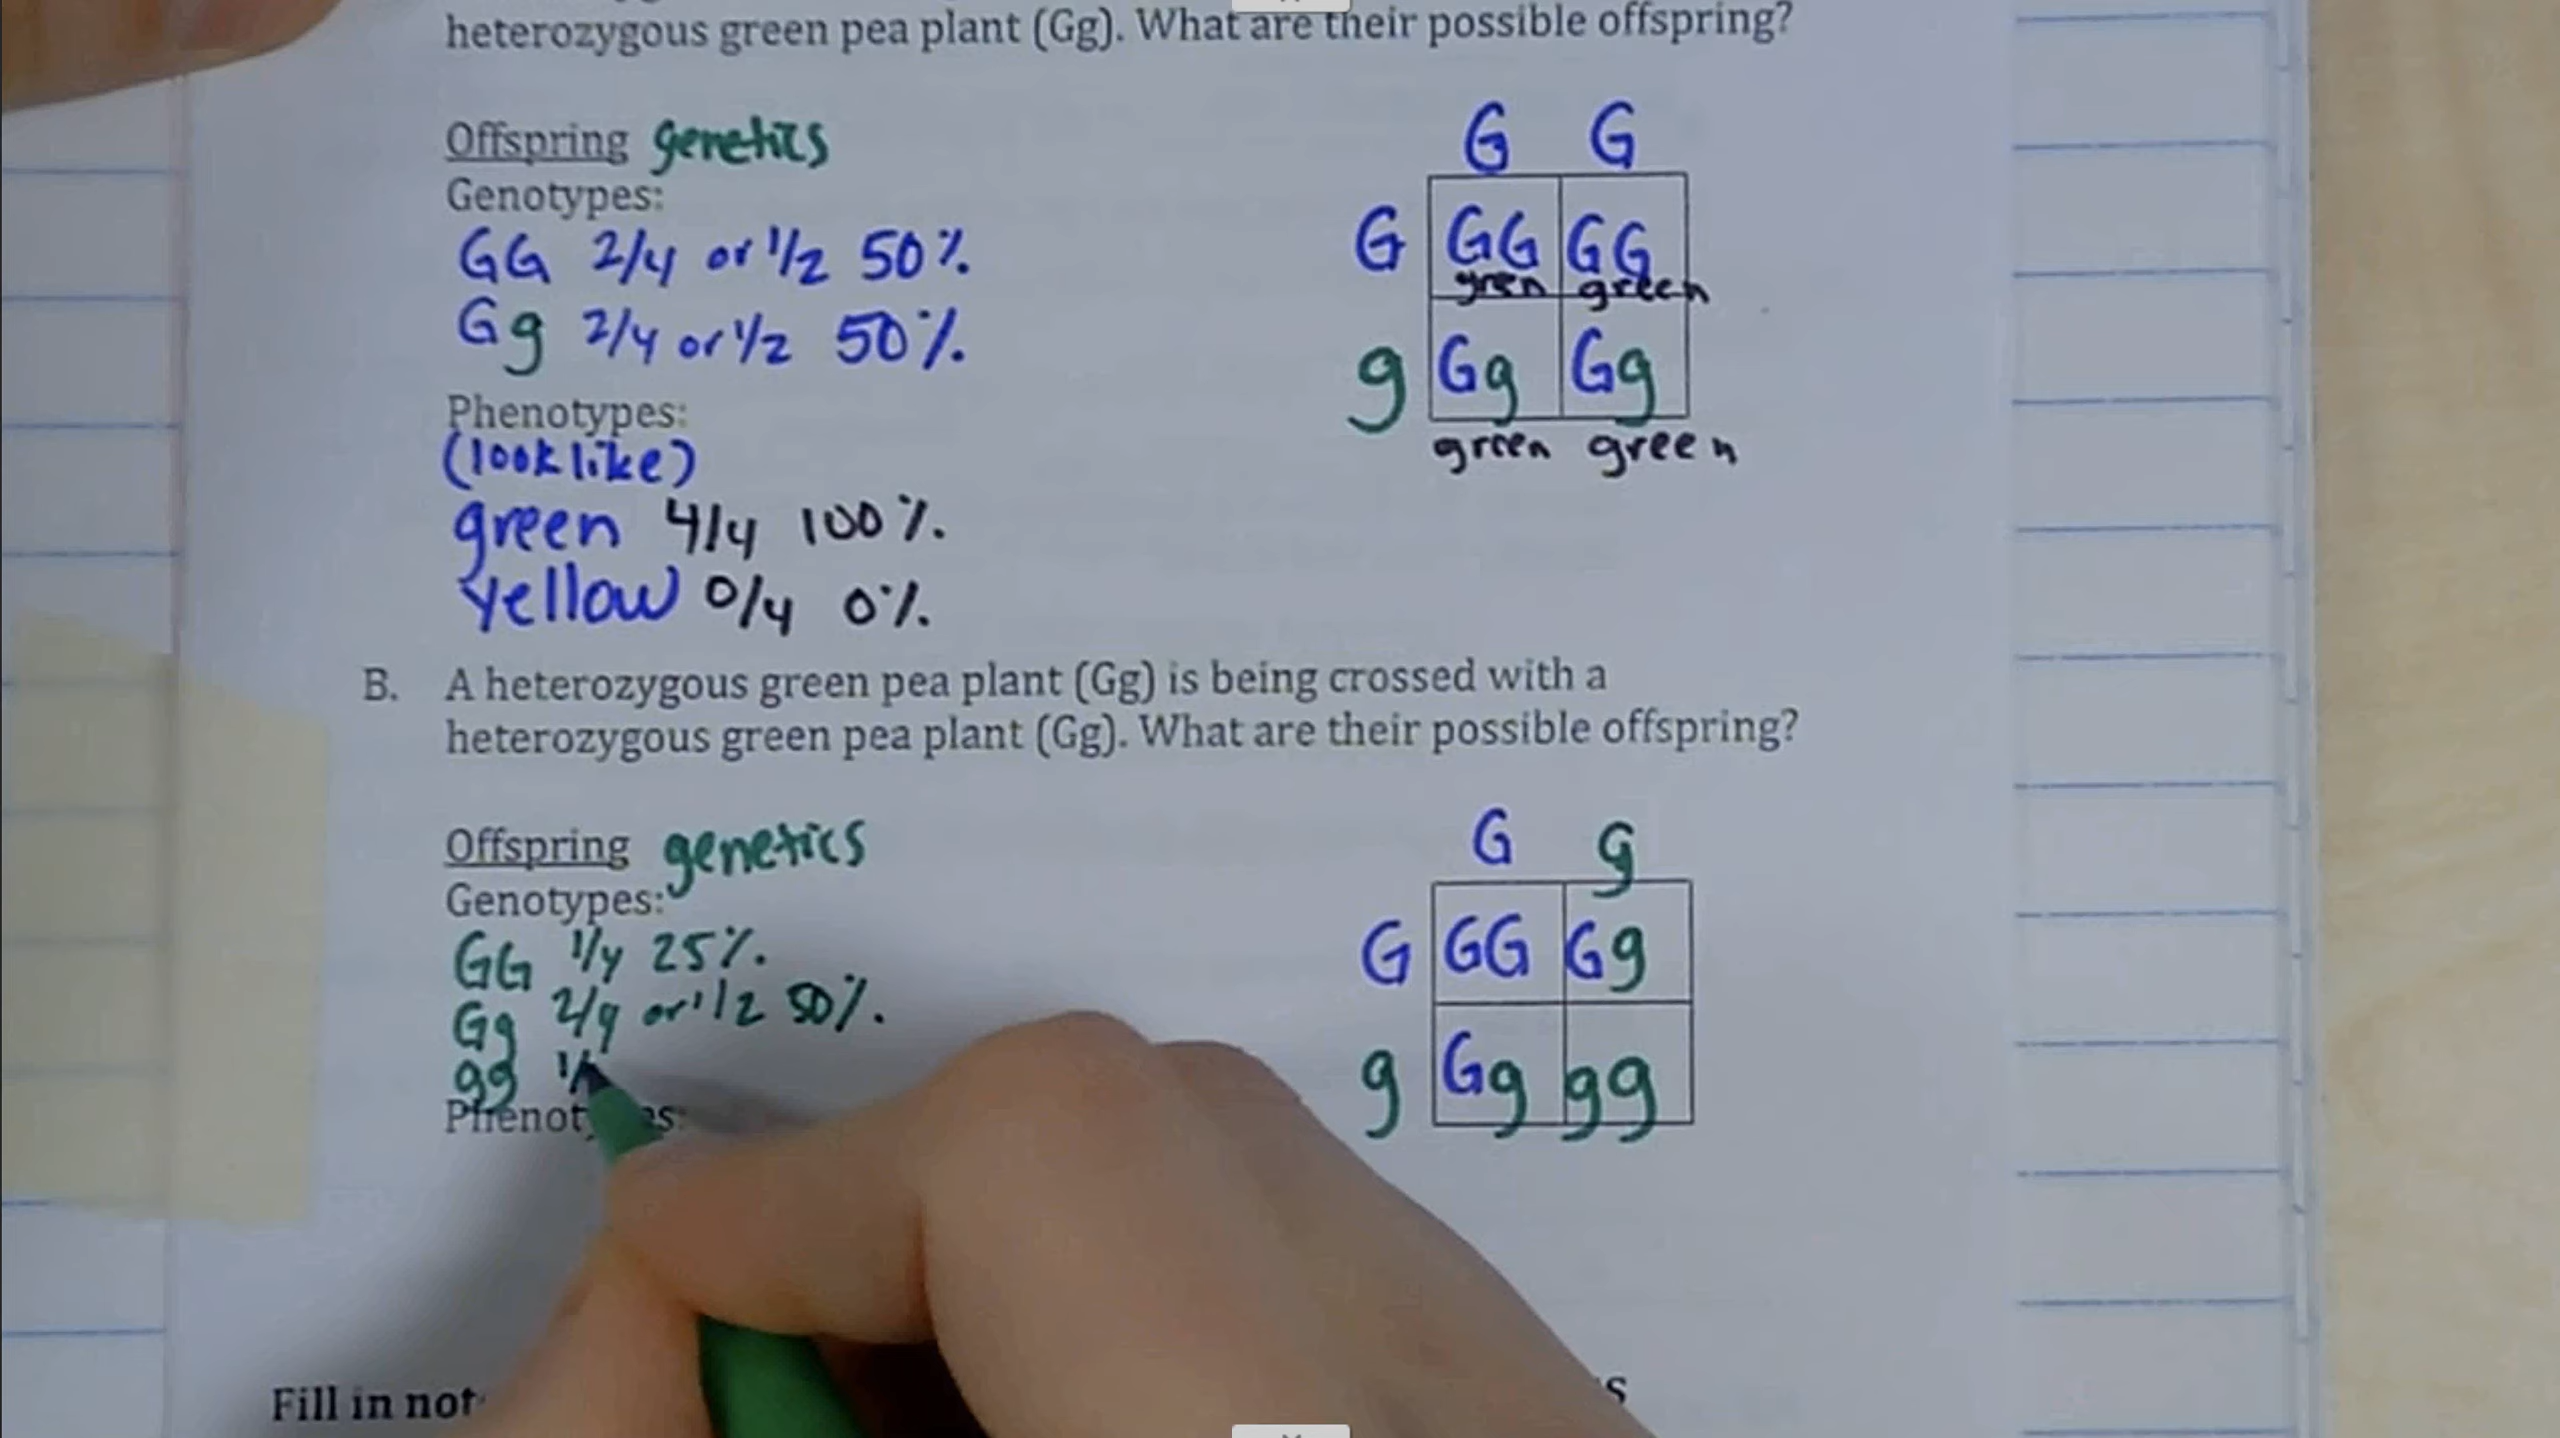 heterozygous green pea plant (Gg). What are their possible offspring?
Offspring genetics
Genotypes:
GG 2/4 or 1/2 50%.
Gg 2/4 or 1/2 50%.
Phenotypes:
(look like)
green 4/4 100%.
Yellow 0/4 0%.
G G
G GG GG
green green
g Gg Gg
green green
B. A heterozygous green pea plant (Gg) is being crossed with a
heterozygous green pea plant (Gg). What are their possible offspring?
Offspring genetics
Genotypes:
GG 1/4 25%.
Gg 2/4 or 1/2 50%.
gg 1/
G g
G GG Gg
g Gg gg
Fill in